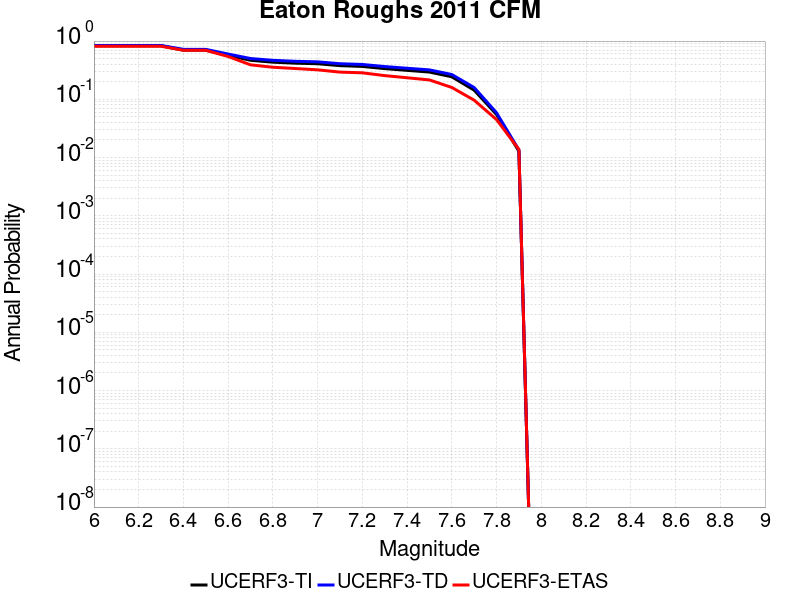 Eaton Roughs 2011 CFM
10^0
10^-1
10^-2
10^-3
10^-4
10^-5
10^-6
10^-7
10^-8
Annual Probability
6 6.2 6.4 6.6 6.8 7 7.2 7.4 7.6 7.8 8 8.2 8.4 8.6 8.8 9
Magnitude
UCERF3-TI UCERF3-TD UCERF3-ETAS